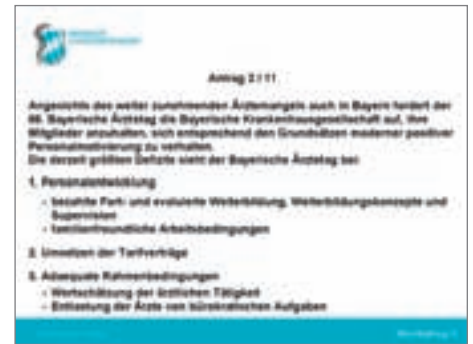 Antrag 2 / 11
Angesichts des weiter zunehmenden Ärztemangels auch in Bayern fordert der
Bayerische Ärztetag die Bayerische Krankenhausgesellschaft auf, ihre
Mitglieder anzuhalten, sich entsprechend den Grundsätzen moderner positiver
Personalmotivierung zu verhalten.
Die derzeit größten Defizite sieht der Bayerische Ärztetag bei:
1. Personalentwicklung
- bezahlte Fort- und evaluierte Weiterbildung, Weiterbildungskonzepte und
Supervision
- familienfreundliche Arbeitsbedingungen
2. Umsetzen der Tarifverträge
3. Adäquate Rahmenbedingungen
- Wertschätzung der ärztlichen Tätigkeit
- Entlastung der Ärzte von bürokratischen Aufgaben